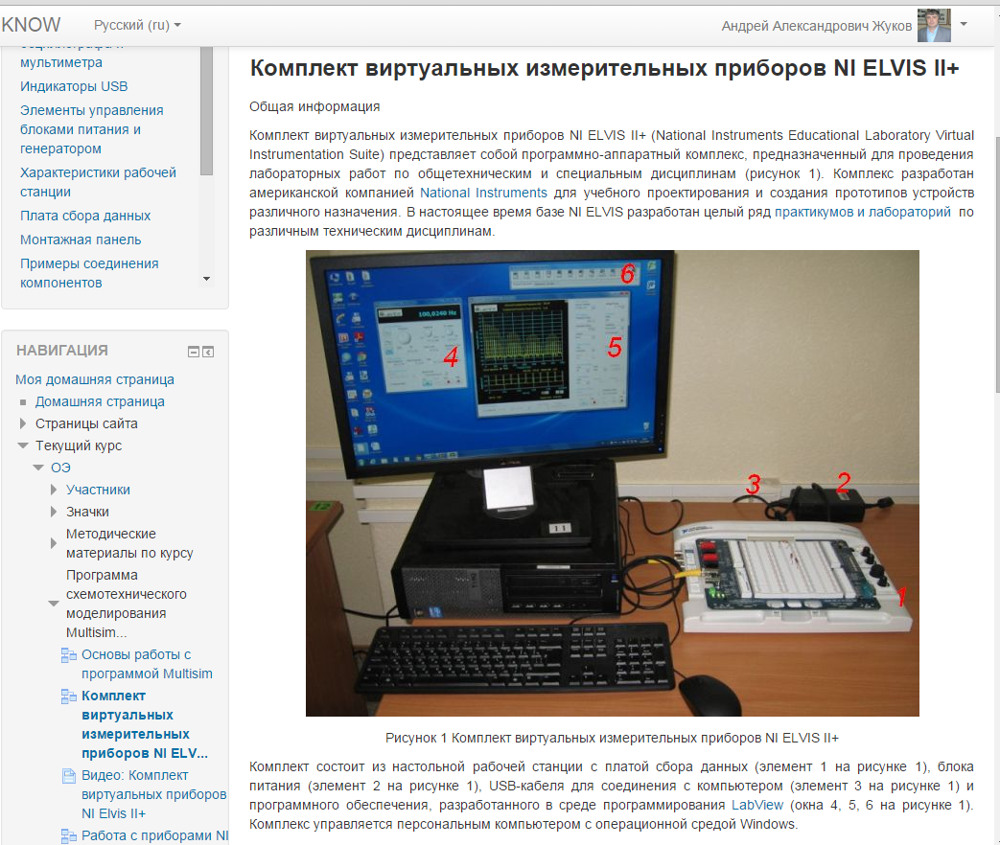 KNOW
Русский (ru)
Андрей Александрович Жуков
мультиметра
Индикаторы USB
Элементы управления
блоками питания и
генератором
Характеристики рабочей
станции
Плата сбора данных
Монтажная панель
Примеры соединения
компонентов
НАВИГАЦИЯ
Моя домашняя страница
Домашняя страница
Страницы сайта
Текущий курс
ОЭ
Участники
Значки
Методические
материалы по курсу
Программа
схемотехнического
моделирования
Multisim...
Основы работы с
программой Multisim
Комплект
виртуальных
измерительных
приборов NI ELV...
Видео: Комплект
виртуальных приборов
NI Elvis II+
Работа с приборами NI
Комплект виртуальных измерительных приборов NI ELVIS II+
Общая информация
Комплект виртуальных измерительных приборов NI ELVIS II+ (National Instruments Educational Laboratory Virtual
Instrumentation Suite) представляет собой программно-аппаратный комплекс, предназначенный для проведения
лабораторных работ по общетехническим и специальным дисциплинам (рисунок 1). Комплекс разработан
американской компанией National Instruments для учебного проектирования и создания прототипов устройств
различного назначения. В настоящее время базе NI ELVIS разработан целый ряд практикумов и лабораторий по
различным техническим дисциплинам.
6
100,0240 Hz
4
5
3
2
12
11
1
Рисунок 1 Комплект виртуальных измерительных приборов NI ELVIS II+
Комплект состоит из настольной рабочей станции с платой сбора данных (элемент 1 на рисунке 1), блока
питания (элемент 2 на рисунке 1), USB-кабеля для соединения с компьютером (элемент 3 на рисунке 1) и
программного обеспечения, разработанного в среде программирования LabView (окна 4, 5, 6 на рисунке 1).
Комплекс управляется персональным компьютером с операционной средой Windows.